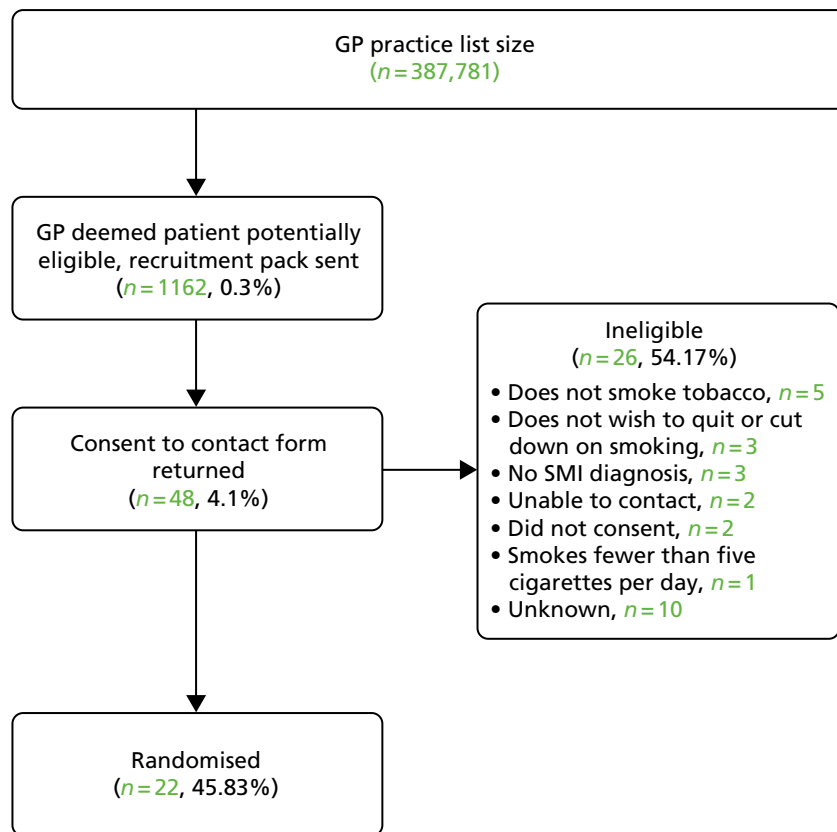 GP practice list size
(n=387,781)
GP deemed patient potentially
eligible, recruitment pack sent
(n=1162, 0.3%)
Consent to contact form
returned
(n=48, 4.1%)
Ineligible
(n=26, 54.17%)
• Does not smoke tobacco, n=5
• Does not wish to quit or cut
down on smoking, n=3
• No SMI diagnosis, n=3
• Unable to contact, n=2
• Did not consent, n=2
• Smokes fewer than five
cigarettes per day, n=1
• Unknown, n=10
Randomised
(n=22, 45.83%)